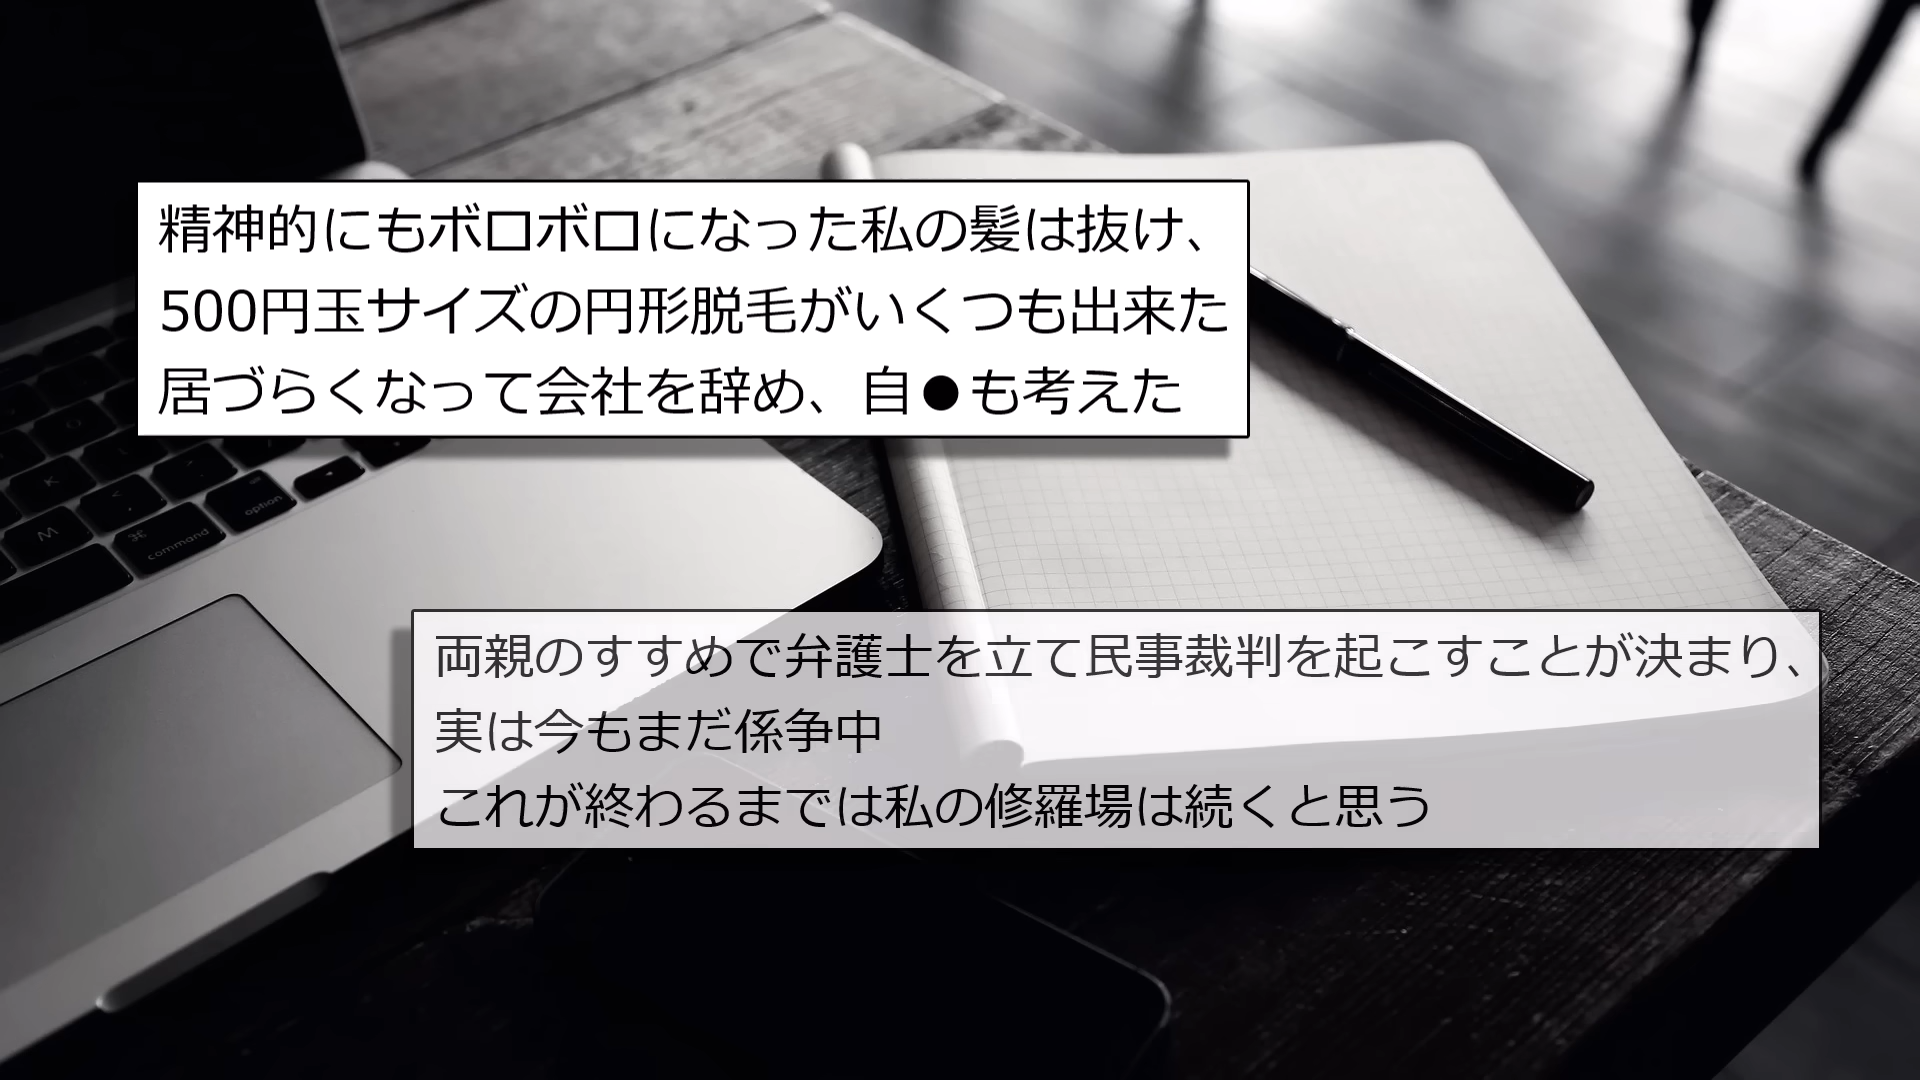 精神的にもボロボロになった私の髪は抜け、
500円玉サイズの円形脱毛がいくつも出来た
居づらくなって会社を辞め、自●も考えた
両親のすすめで弁護士を立て民事裁判を起こすことが決まり、
実は今もまだ係争中
これが終わるまでは私の修羅場は続くと思う
K
M
<
⌘
command
option